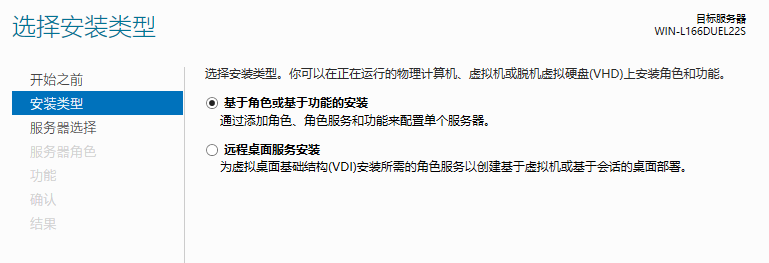 选择安装类型
目标服务器
WIN-L166DUEL22S
开始之前
安装类型
服务器选择
服务器角色
功能
确认
结果
选择安装类型。你可以在正在运行的物理计算机、虚拟机或脱机虚拟硬盘(VHD)上安装角色和功能。
基于角色或基于功能的安装
通过添加角色、角色服务和功能来配置单个服务器。
远程桌面服务安装
为虚拟桌面基础结构(VDI)安装所需的角色服务以创建基于虚拟机或基于会话的桌面部署。